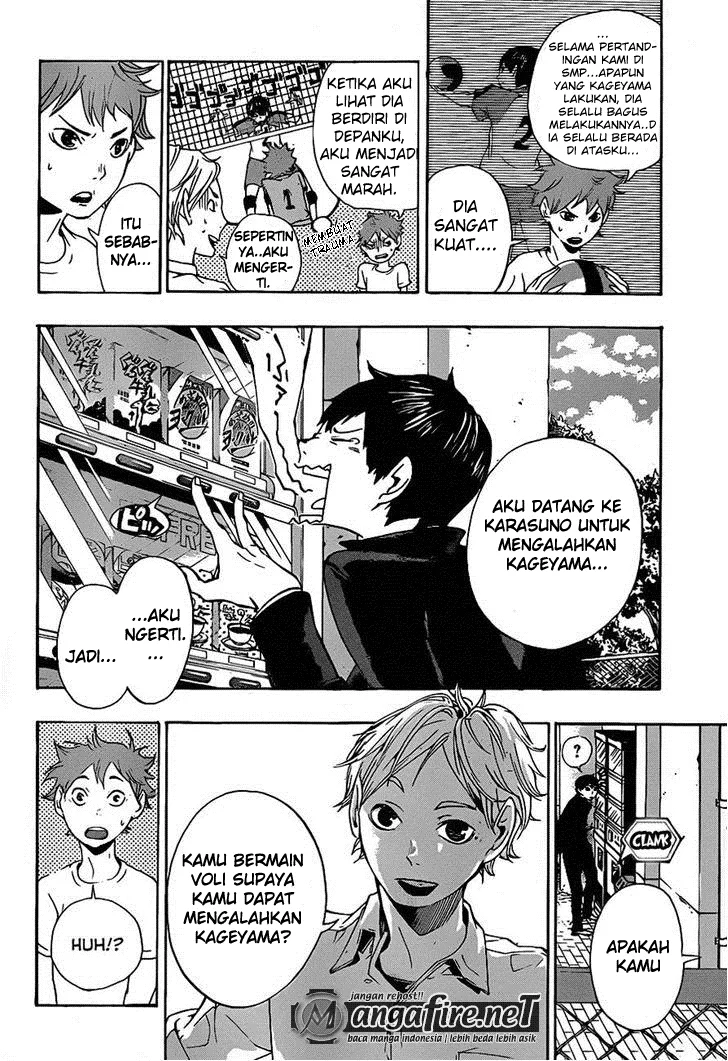 ...
SELAMA PERTAND-
INGAN KAMI DI
SMP...APAPUN
YANG KAGEYAMA
LAKUKAN, DIA
SELALU BAGUS
MELAKUKANNYA..D
IA SELALU BERADA
DI ATASKU...
DIA
SANGAT
KUAT....
KETIKA AKU
LIHAT DIA
BERDIRI DI
DEPANKU,
AKU MENJADI
SANGAT
MARAH.
1
2
MEMBUAT
TRAUMA
SEPERTIN
YA..AKU
MENGER-
TI.
ITU
SEBAB-
NYA...
AKU DATANG KE
KARASUNO UNTUK
MENGALAHKAN
KAGEYAMA...
ピッ
...AKU
NGERTI.
...
JADI...
?
CLANK
APAKAH
KAMU
KAMU BERMAIN
VOLI SUPAYA
KAMU DAPAT
MENGALAHKAN
KAGEYAMA?
HUH!?
jangan rehost!!
Mangafire.neT
baca manga indonesia | lebih beda lebih asik